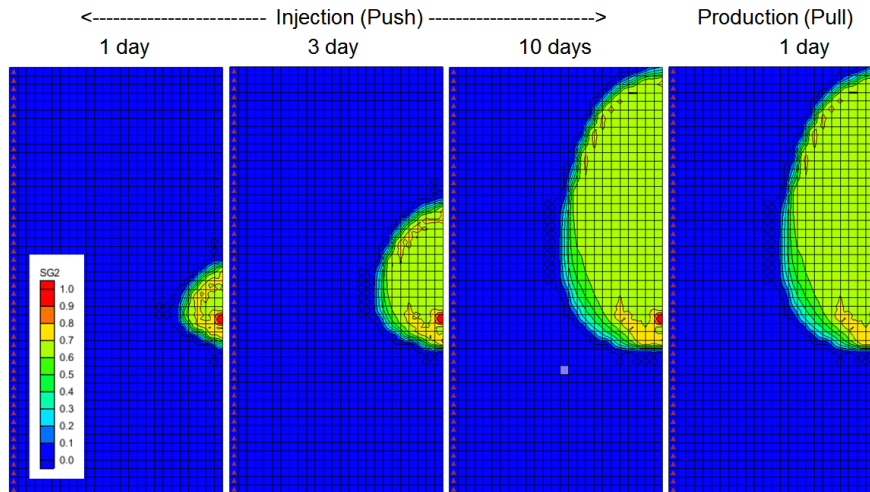 <----------------------- Injection (Push) ----------------------->
Production (Pull)
1 day
3 day
10 days
1 day
SG2
1.0
0.9
0.8
0.7
0.6
0.5
0.4
0.3
0.2
0.1
0.0